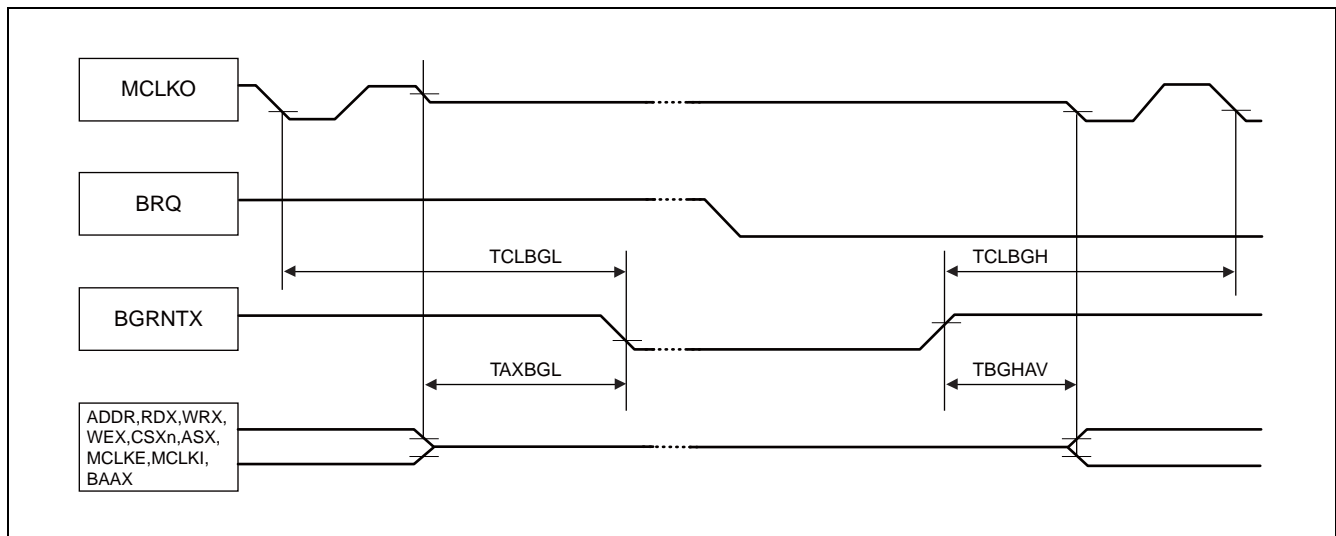 MCLKO
BRQ
TCLBGL
TCLBGH
BGRNTX
TAXBGL
TBGHAV
ADDR,RDX,WRX,
WEX,CSXn,ASX,
MCLKE,MCLKI,
BAAX